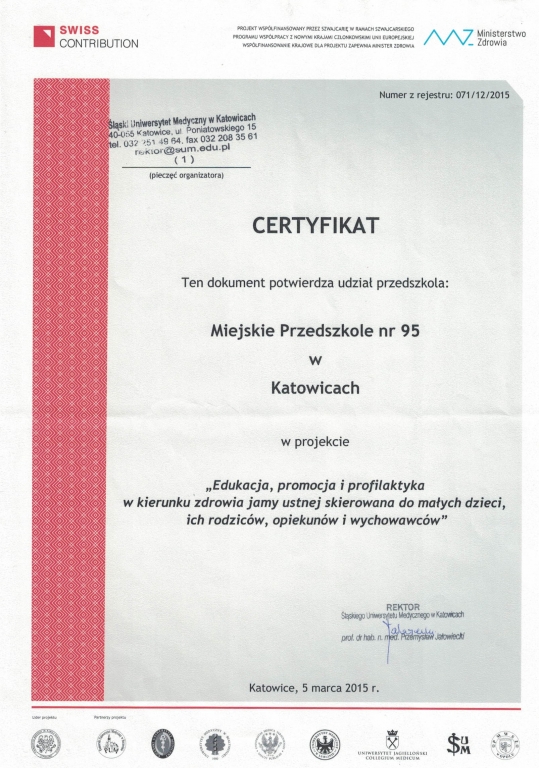 SWISS
CONTRIBUTION
PROJEKT WSPÓŁFINANSOWANY PRZEZ SZWAJCARIĘ W RAMACH SZWAJCARSKIEGO
PROGRAMU WSPÓŁPRACY Z NOWYMI KRAJAMI CZŁONKOWSKIMI UNII EUROPEJSKIEJ
WSPÓŁFINANSOWANIE KRAJOWE DLA PROJEKTU ZAPEWNIA MINISTER ZDROWIA
Ministerstwo
Zdrowia
Numer z rejestru: 071/12/2015
Śląski Uniwersytet Medyczny w Katowicach
40-055 Katowice, ul. Poniatowskiego 15
tel. 032 251 49 64, fax 032 208 35 61
rektor@sum.edu.pl
( 1 )
(pieczęć organizatora)
CERTYFIKAT
Ten dokument potwierdza udział przedszkola:
Miejskie Przedszkole nr 95
w
Katowicach
w projekcie
„Edukacja, promocja i profilaktyka
w kierunku zdrowia jamy ustnej skierowana do małych dzieci,
ich rodziców, opiekunów i wychowawców”
REKTOR
Śląskiego Uniwersytetu Medycznego w Katowicach
prof. dr hab. n. med. Przemysław Jałowiecki
Katowice, 5 marca 2015 r.
Lider projektu
Partnerzy projektu
UNIWERSYTET JAGIELLOŃSKI
COLLEGIUM MEDICUM